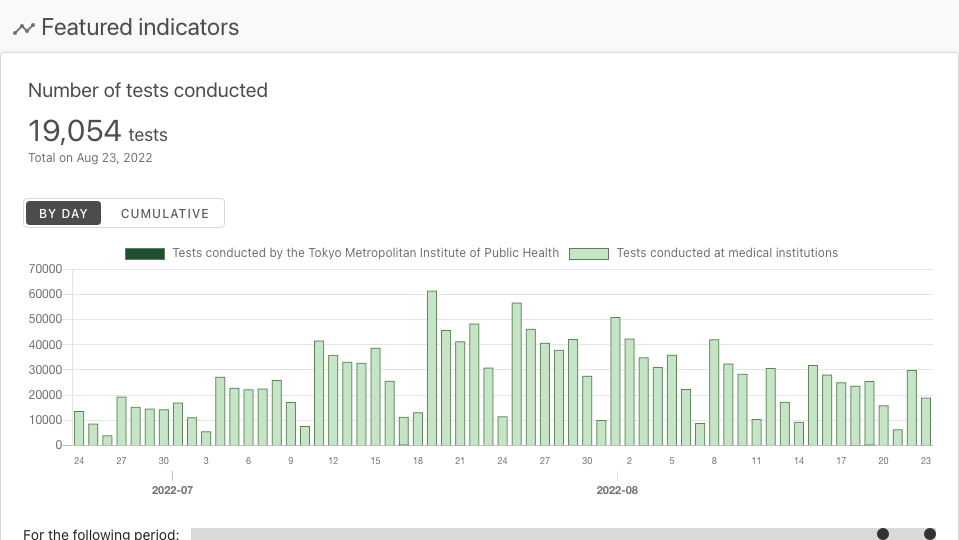 Featured indicators
Number of tests conducted
19,054 tests
Total on Aug 23, 2022
BY DAY CUMULATIVE
Tests conducted by the Tokyo Metropolitan Institute of Public Health Tests conducted at medical institutions
70000
60000
50000
40000
30000
20000
10000
0
24 27 30 3 6 9 12 15 18 21 24 27 30 2 5 8 11 14 17 20 23
2022-07 2022-08
For the following period: